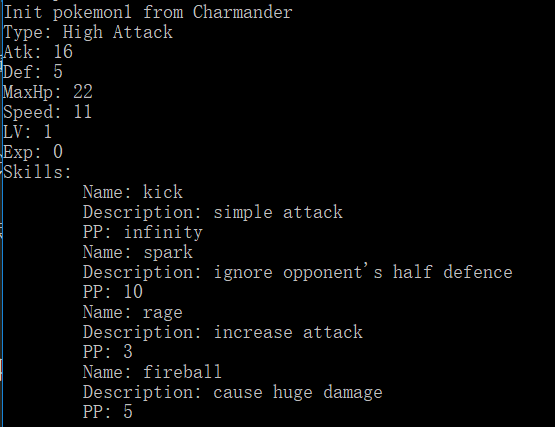 Init pokemon1 from Charmander
Type: High Attack
Atk: 16
Def: 5
MaxHp: 22
Speed: 11
LV: 1
Exp: 0
Skills:
Name: kick
Description: simple attack
PP: infinity
Name: spark
Description: ignore opponent's half defence
PP: 10
Name: rage
Description: increase attack
PP: 3
Name: fireball
Description: cause huge damage
PP: 5